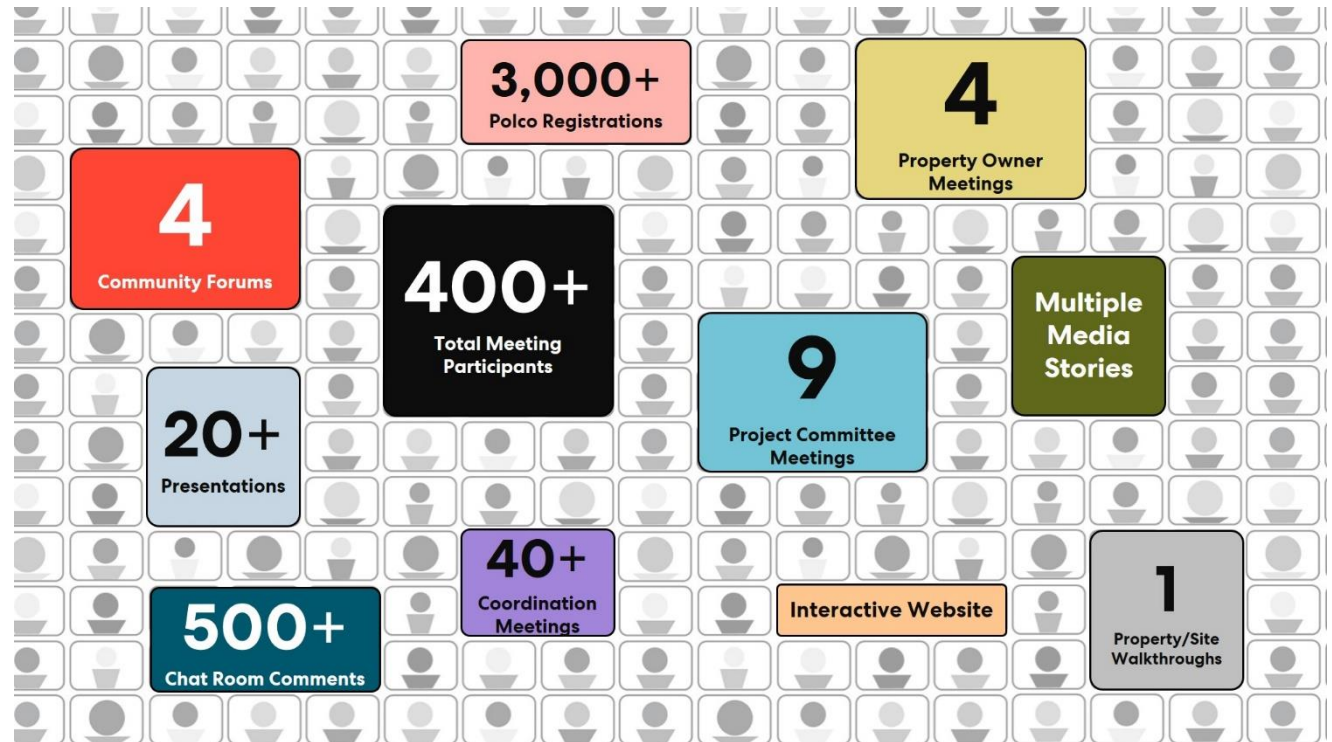 3,000+
Polco Registrations
4
Property Owner
Meetings
4
Community Forums
400+
Total Meeting
Participants
Multiple
Media
Stories
9
Project Committee
Meetings
20+
Presentations
40+
Coordination
Meetings
1
Property/Site
Walkthroughs
Interactive Website
500+
Chat Room Comments